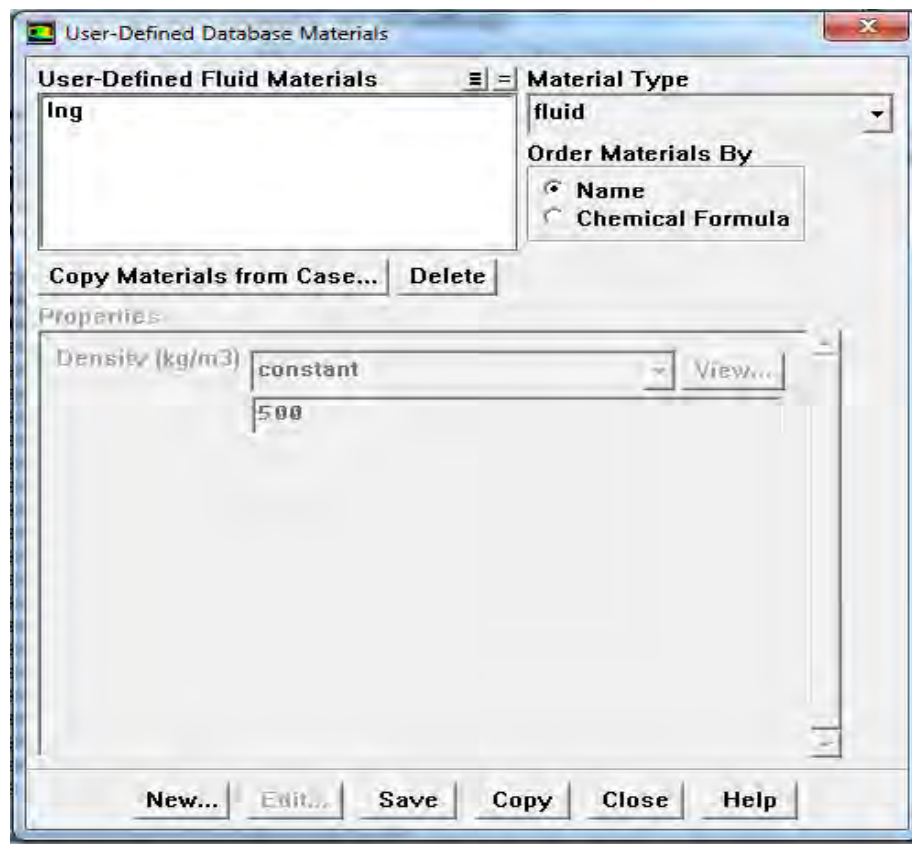 User-Defined Database Materials
User-Defined Fluid Materials
Material Type
lng
fluid
Order Materials By
Name
Chemical Formula
Copy Materials from Case... Delete
Properties
Density (kg/m3) constant View...
500
New... Edit... Save Copy Close Help